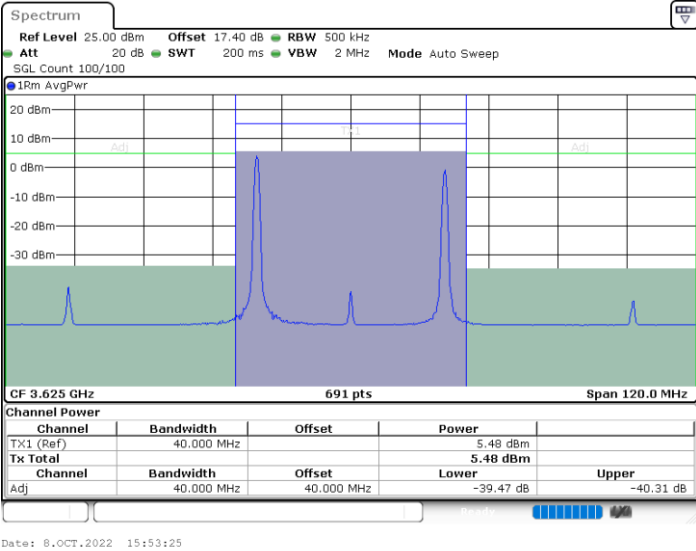 Spectrum
Ref Level 25.00 dBm Offset 17.40 dB RBW 500 kHz
Att 20 dB SWT 200 ms VBW 2 MHz Mode Auto Sweep
SGL Count 100/100
1Rm AvgPwr
20 dBm
TX1
10 dBm
Adj Adj
0 dBm
-10 dBm
-20 dBm
-30 dBm
CF 3.625 GHz 691 pts Span 120.0 MHz
Channel Power
Channel Bandwidth Offset Power
TX1 (Ref) 40.000 MHz 5.48 dBm
Tx Total 5.48 dBm
Channel Bandwidth Offset Lower Upper
Adj 40.000 MHz 40.000 MHz -39.47 dB -40.31 dB
Ready
Date: 8.OCT.2022 15:53:25